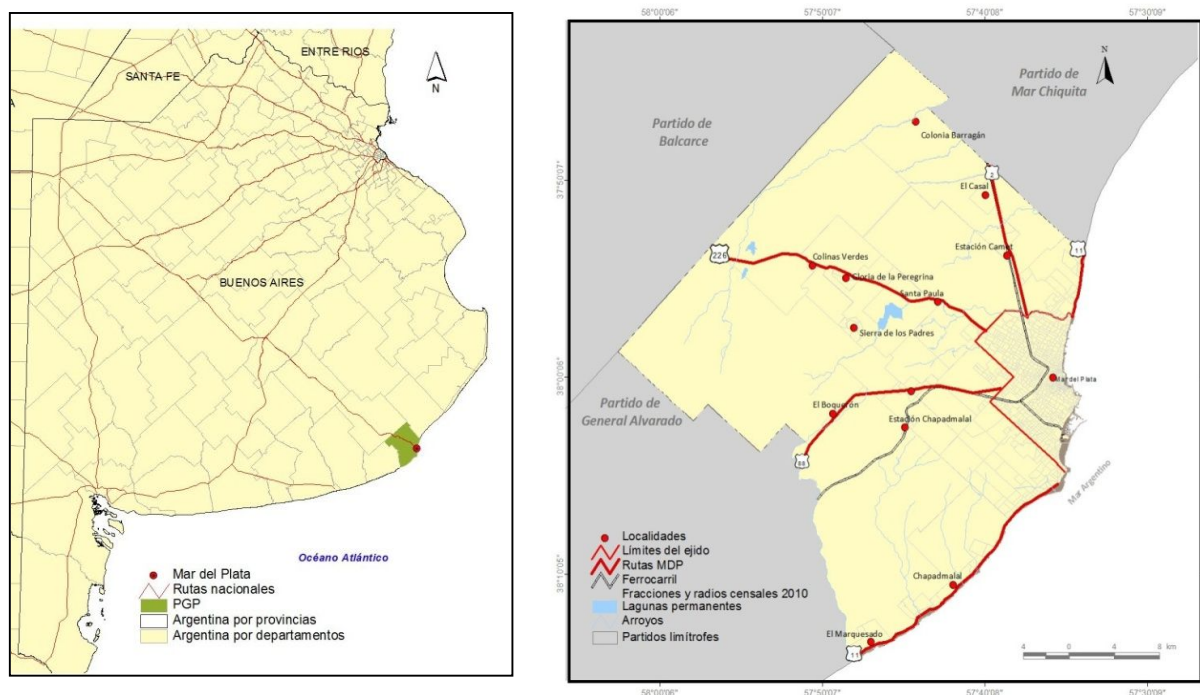 ENTRE RIOS
SANTA FE
N
BUENOS AIRES
Océano Atlántico
Mar del Plata
Rutas nacionales
PGP
Argentina por provincias
Argentina por departamentos
58°00'06"
57°50'07"
57°40'08"
57°30'09"
37°50'07"
38°00'06"
38°10'05"
Partido de
Mar Chiquita
N
Partido de
Balcarce
Colonia Barragán
2
El Casal
Estación Camet
11
226
Colinas Verdes
Gloria de la Peregrina
Santa Paula
Sierra de los Padres
Mar del Plata
Partido de
General Alvarado
El Boquerón
Estación Chapadmalal
88
Mar Argentino
Localidades
Límites del ejido
Rutas MDP
Ferrocarril
Fracciones y radios censales 2010
Lagunas permanentes
Arroyos
Partidos limítrofes
Chapadmalal
El Marquesado
11
4 0 4 8 km
58°00'06"
57°50'07"
57°40'08"
57°30'09"